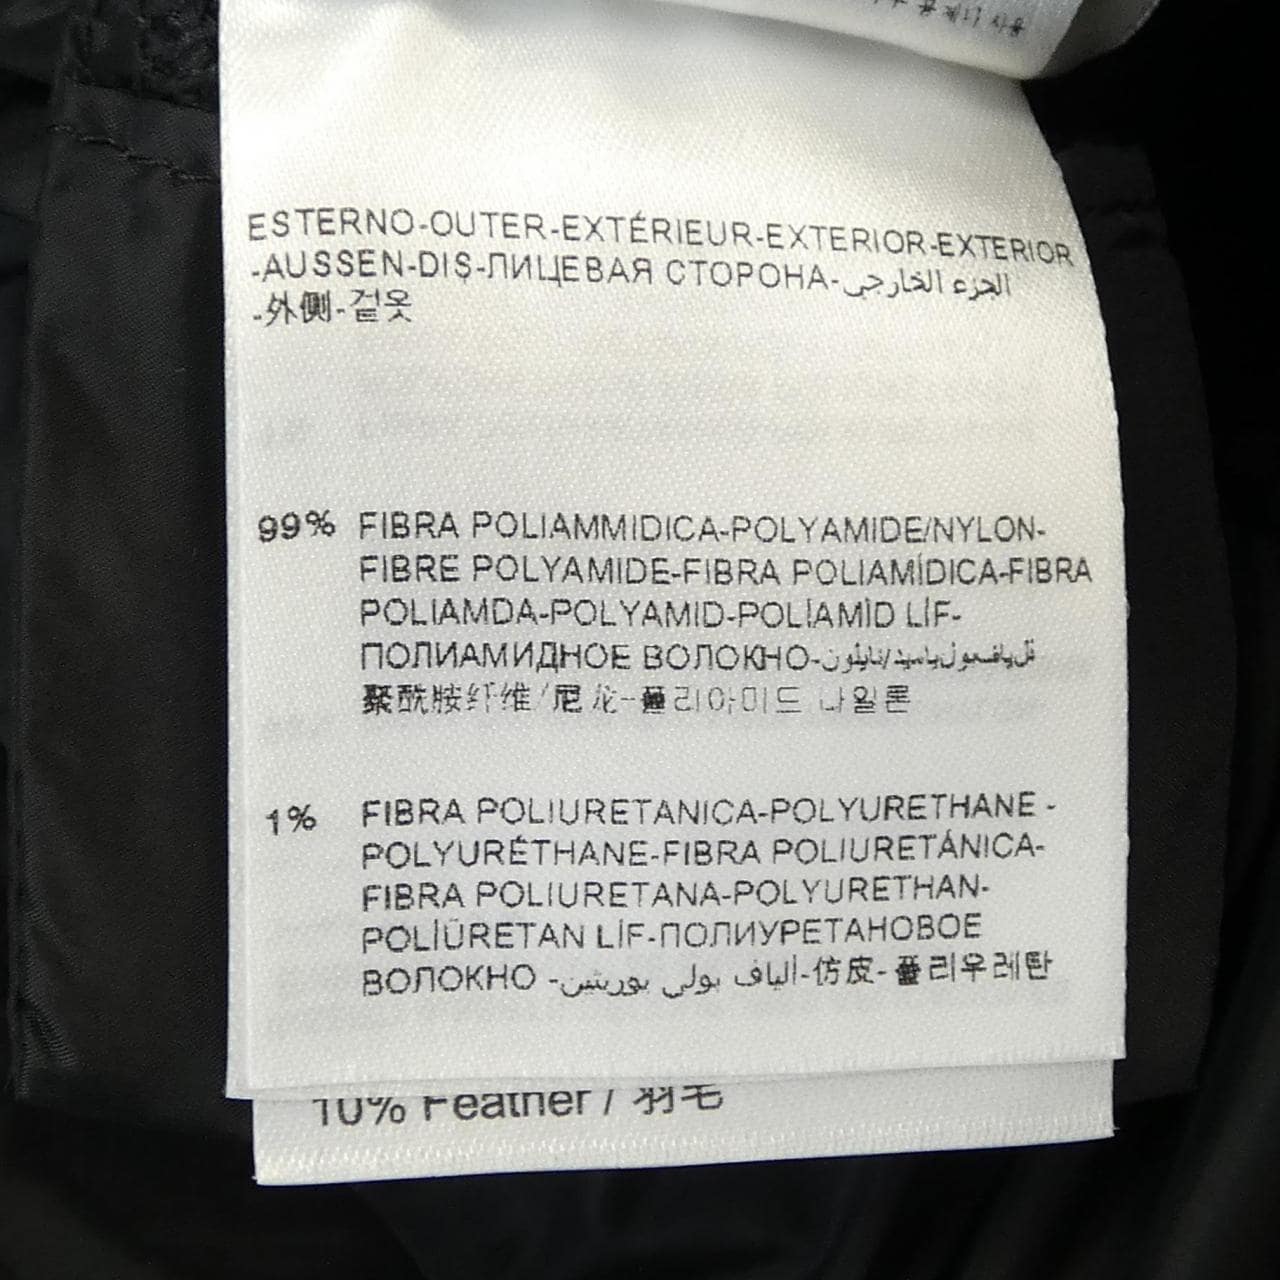 사용
ESTERNO-OUTER-EXTÉRIEUR-EXTERIOR-EXTERIOR
-AUSSEN-DIŞ-ЛИЦЕВАЯ СТОРОНА-الجزء الخارجي
-外側-겉옷
99% FIBRA POLIAMMIDICA-POLYAMIDE/NYLON-
FIBRE POLYAMIDE-FIBRA POLIAMÍDICA-FIBRA
POLIAMDA-POLYAMID-POLİAMİD LİF-
ПОЛИАМИДНОЕ ВОЛОКНО-
聚酰胺纤维/尼龙-폴리아미드 나일론
1% FIBRA POLIURETANICA-POLYURETHANE -
POLYURÉTHANE-FIBRA POLIURETÁNICA-
FIBRA POLIURETANA-POLYURETHAN-
POLİÜRETAN LİF-ПОЛИУРЕТАНОВОЕ
ВОЛОКНО -ألياف بولي يوريثين-仿皮-폴리우레탄
10% Feather / 羽毛